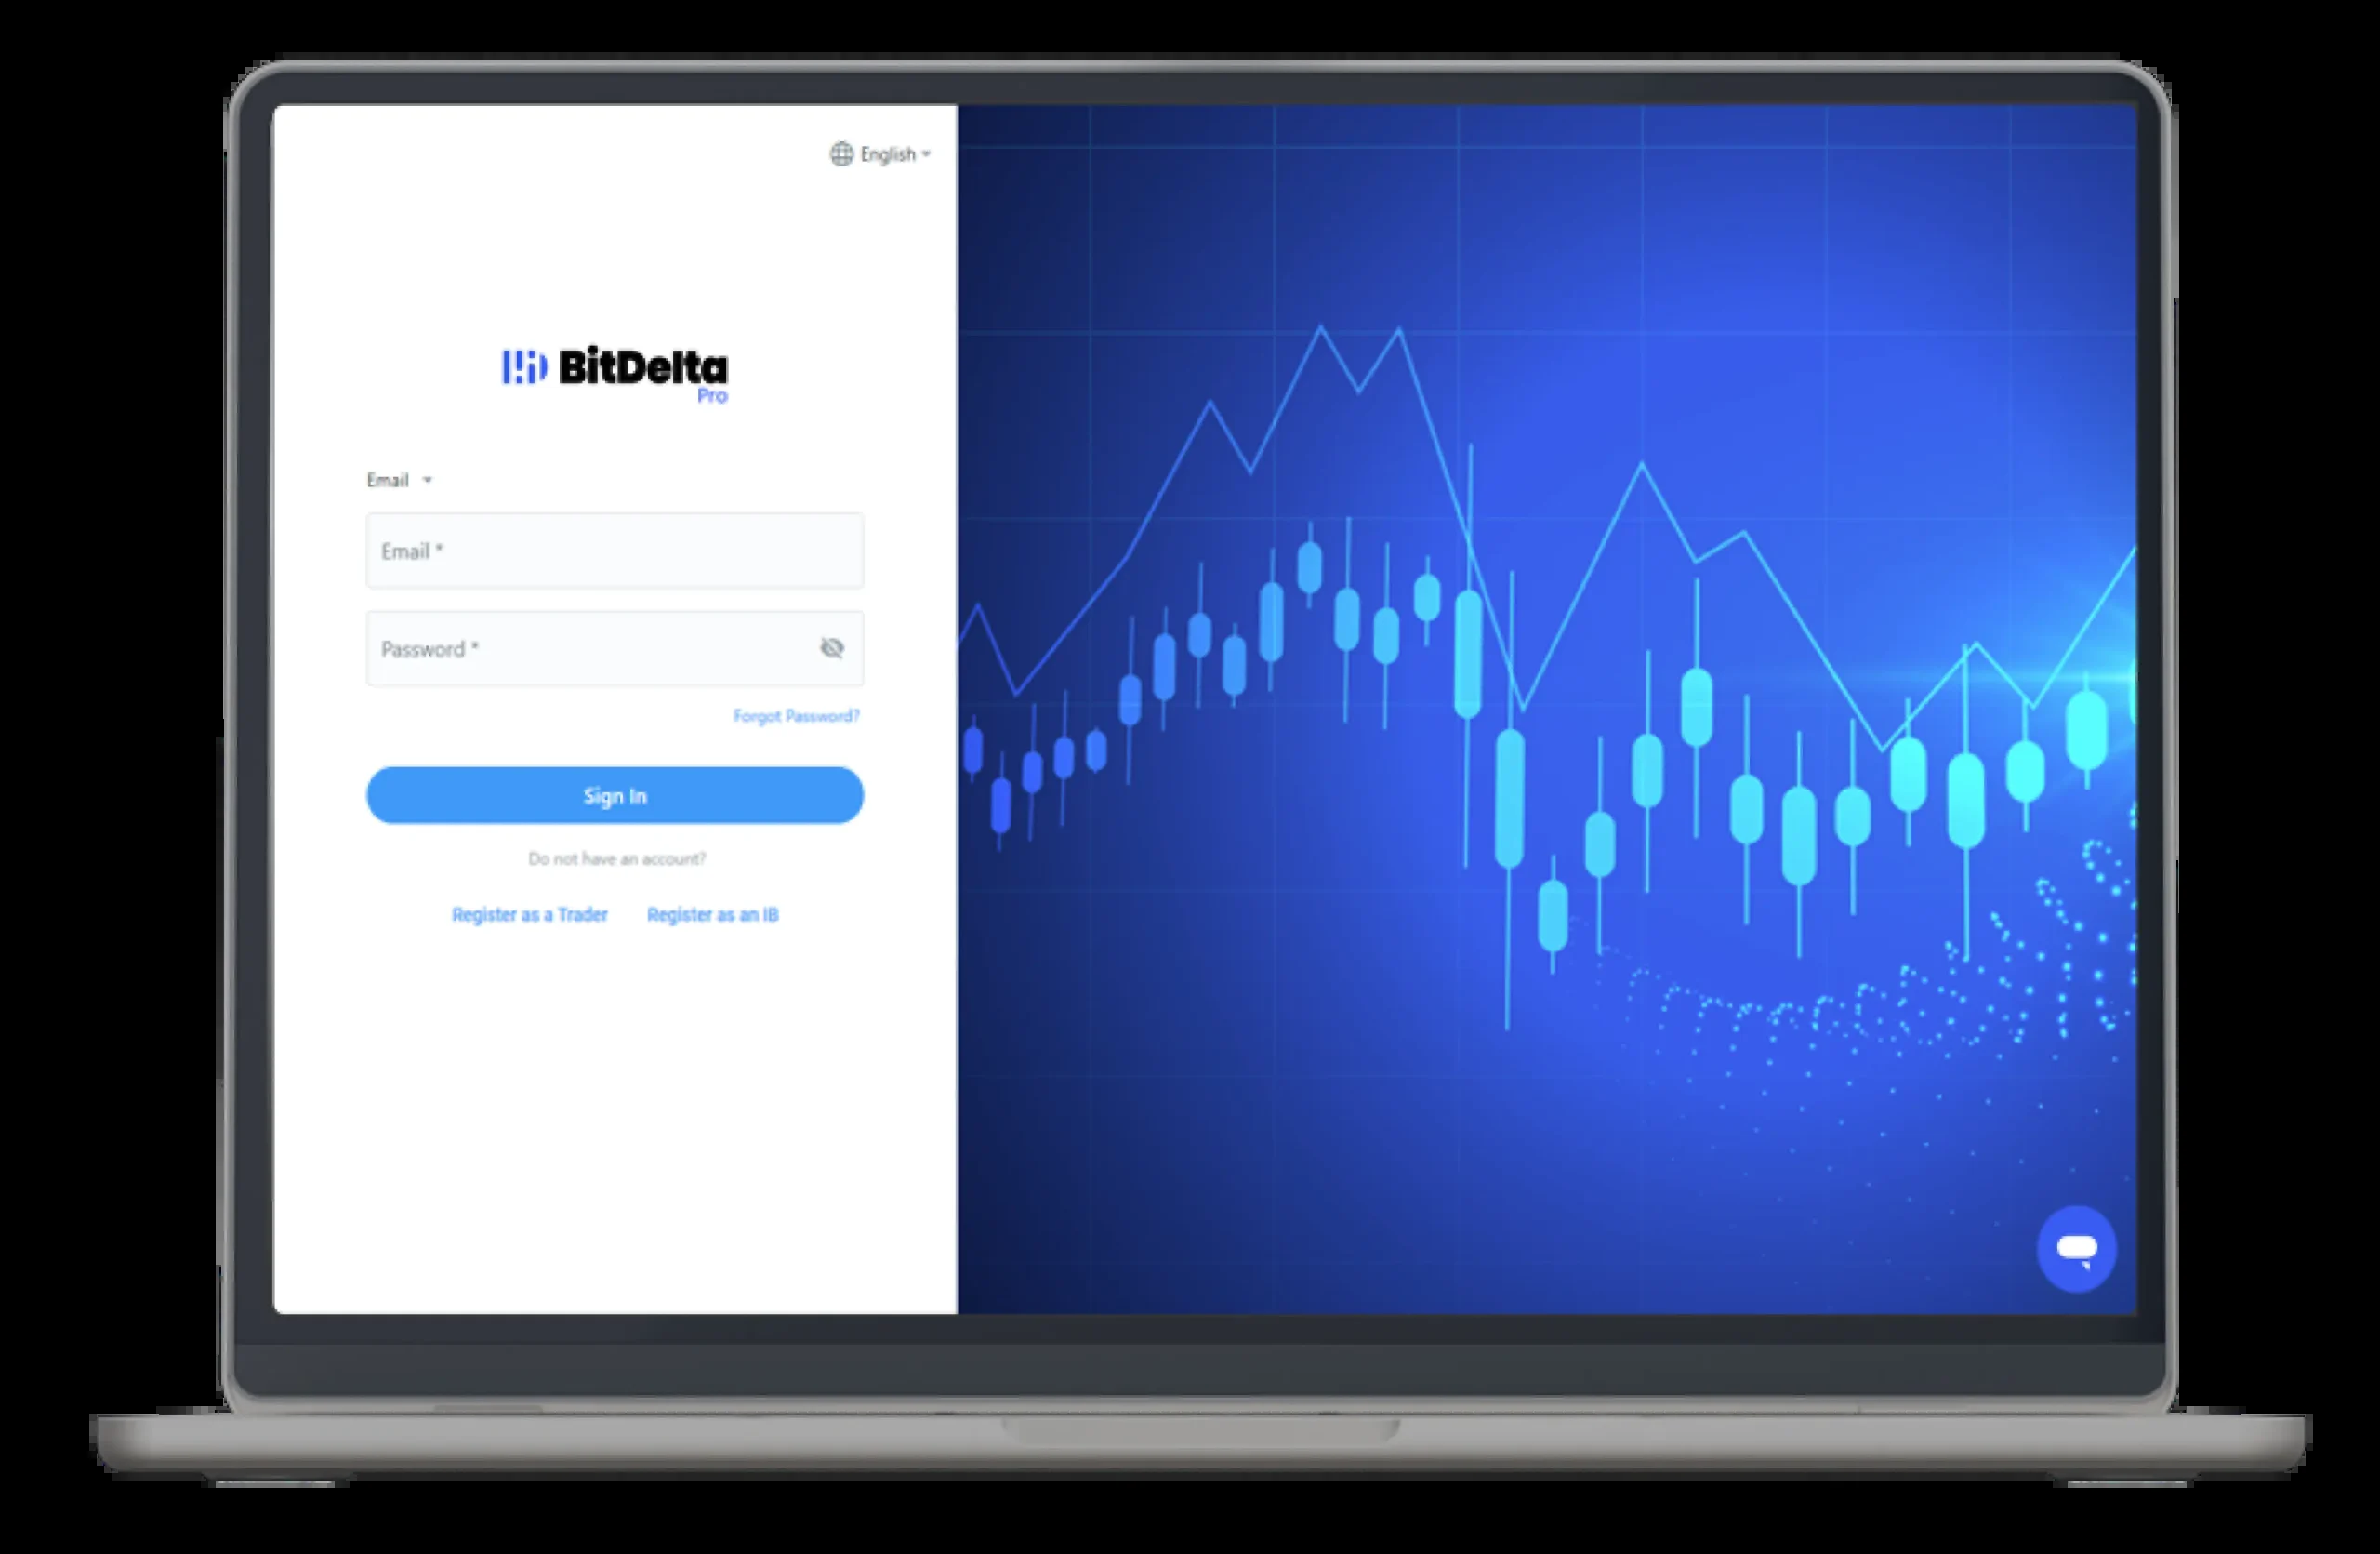 English
BitDelta
Pro
Email
Email *
Password *
Forgot Password?
Sign In
Do not have an account?
Register as a Trader Register as an IB